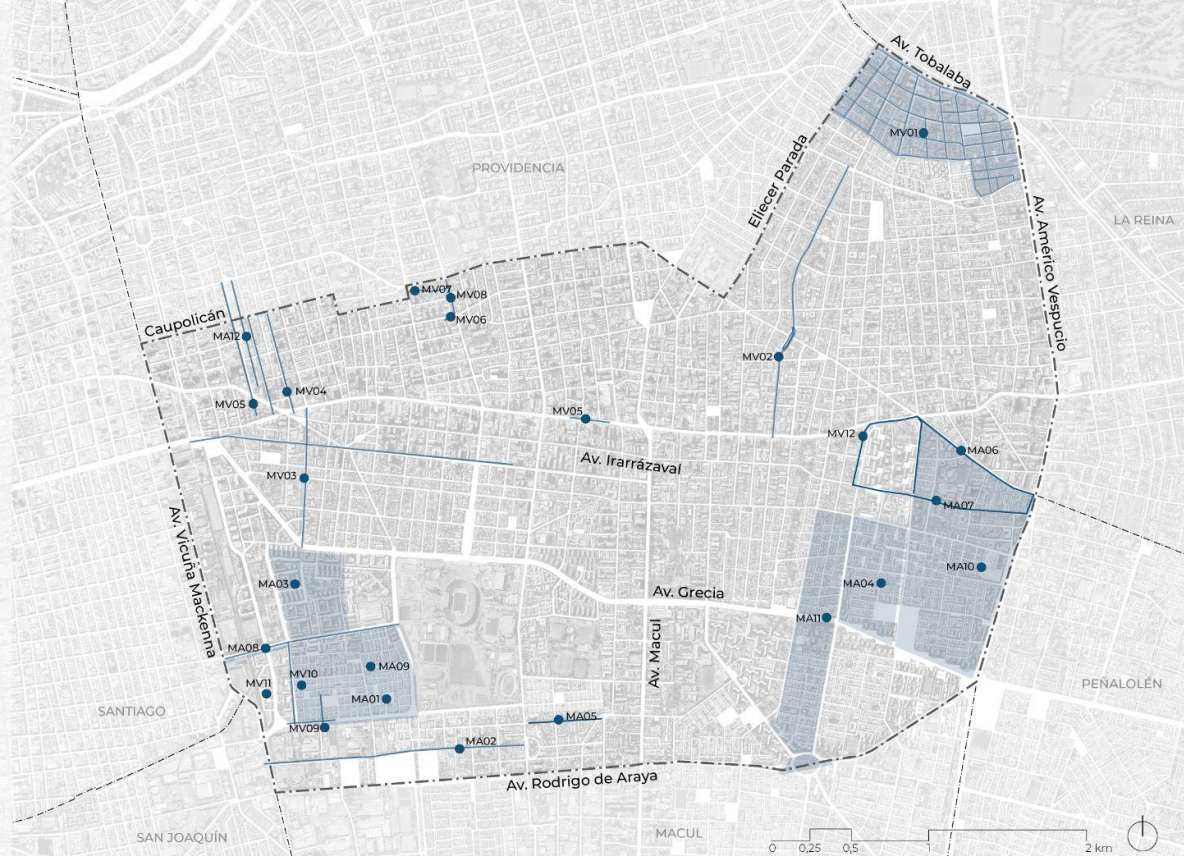 Av. Tobalaba
MV01
PROVIDENCIA
Eliecer Parada
LA REINA
Av. Américo Vespucio
MV07
MV08
MV06
Caupolicán
MA12
MV02
MV04
MV05
MV05
MV12
MA06
Av. Irarrázaval
MV03
MA07
Av. Vicuña Mackenna
MA10
MA03
MA04
Av. Grecia
MA11
Av. Macul
MA08
MA09
MV10
MV11
MA01
PEÑALOLÉN
SANTIAGO
MV09
MA05
MA02
Av. Rodrigo de Araya
SAN JOAQUÍN
MACUL
0 0,25 0,5 1 2 km